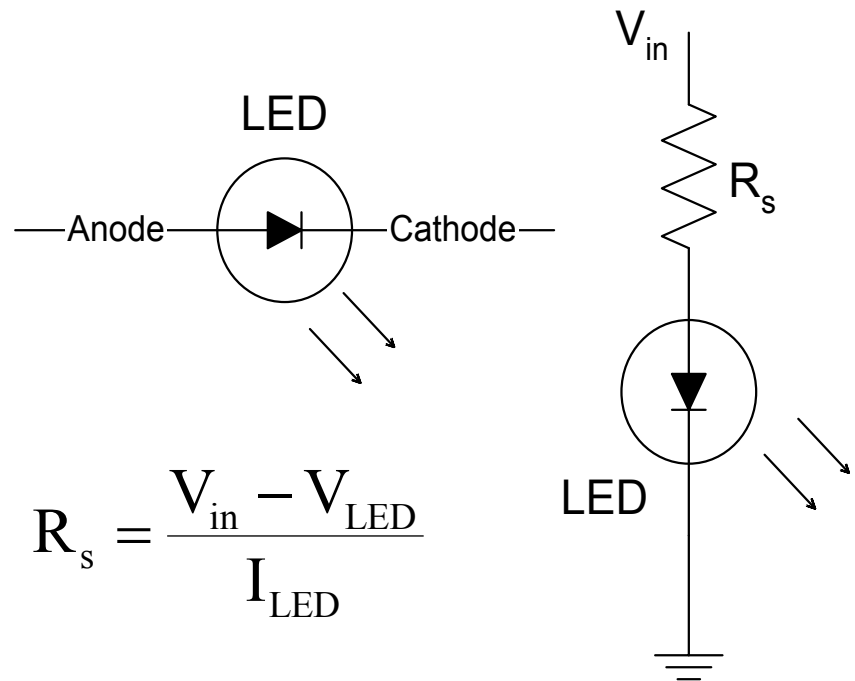 LED
Anode
Cathode
R_s = (V_in − V_LED) / I_LED
V_in
R_s
LED